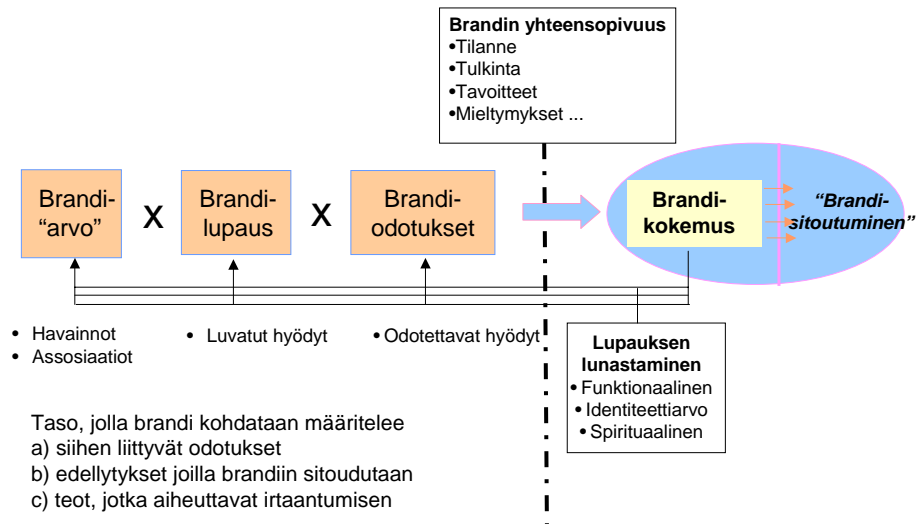 Brandin yhteensopivuus
•Tilanne
•Tulkinta
•Tavoitteet
•Mieltymykset ...
Brandi-
“arvo”
X
Brandi-
lupaus
X
Brandi-
odotukset
Brandi-
kokemus
“Brandi-
sitoutuminen”
• Havainnot
• Assosiaatiot
• Luvatut hyödyt
• Odotettavat hyödyt
Lupauksen
lunastaminen
• Funktionaalinen
• Identiteettiarvo
• Spirituaalinen
Taso, jolla brandi kohdataan määritelee
a) siihen liittyvät odotukset
b) edellytykset joilla brandiin sitoudutaan
c) teot, jotka aiheuttavat irtaantumisen